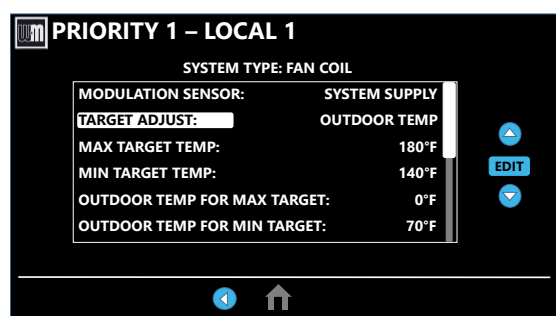 wm PRIORITY 1 – LOCAL 1
SYSTEM TYPE: FAN COIL
MODULATION SENSOR: SYSTEM SUPPLY
TARGET ADJUST: OUTDOOR TEMP
MAX TARGET TEMP: 180°F
MIN TARGET TEMP: 140°F
EDIT
OUTDOOR TEMP FOR MAX TARGET: 0°F
OUTDOOR TEMP FOR MIN TARGET: 70°F